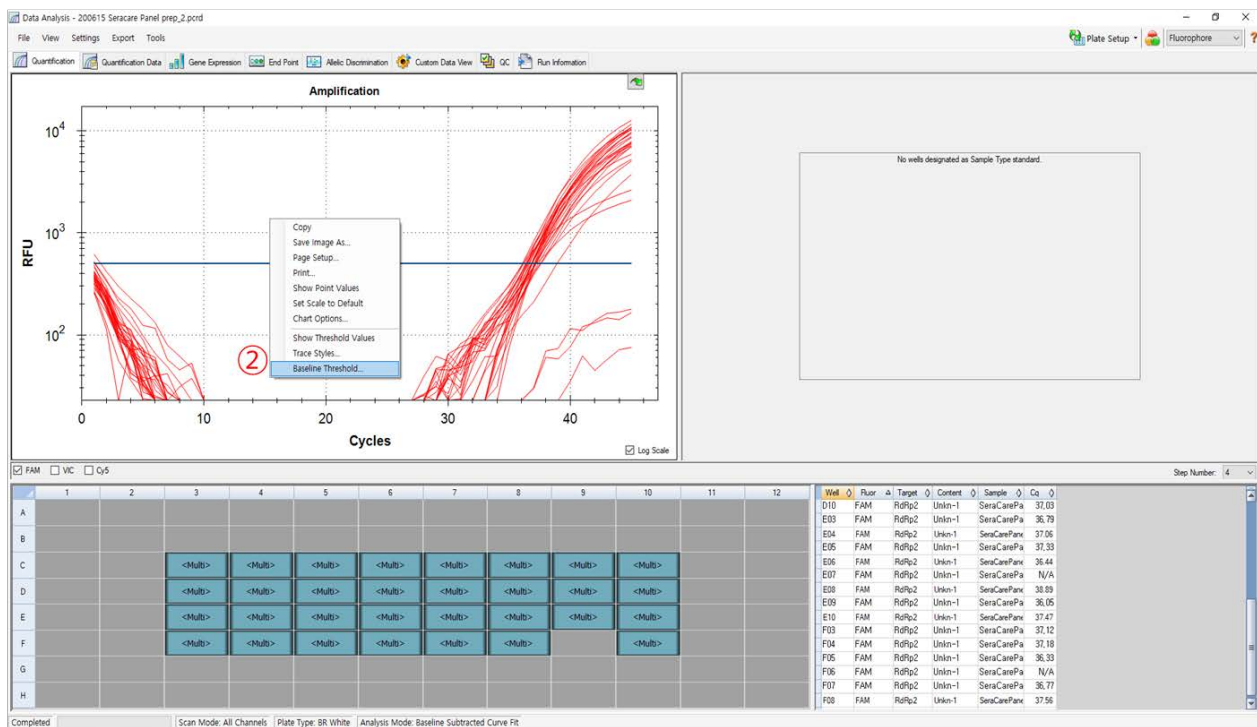 Data Analysis - 200615 Seracare Panel prep_2.pcrd
File View Settings Export Tools
Plate Setup
Fluorophore
?
Quantification Quantification Data Gene Expression End Point Allelic Discrimination Custom Data View QC Run Information
Amplification
10^4
10^3
10^2
RFU
0 10 20 30 40
Cycles
Log Scale
Copy
Save Image As...
Page Setup...
Print...
Show Point Values
Set Scale to Default
Chart Options...
Show Threshold Values
Trace Styles...
② Baseline Threshold...
No wells designated as Sample Type standard.
FAM VIC Cy5
Step Number: 4
1 2 3 4 5 6 7 8 9 10 11 12
A
B
C <Multi> <Multi> <Multi> <Multi> <Multi> <Multi> <Multi> <Multi>
D <Multi> <Multi> <Multi> <Multi> <Multi> <Multi> <Multi> <Multi>
E <Multi> <Multi> <Multi> <Multi> <Multi> <Multi> <Multi> <Multi>
F <Multi> <Multi> <Multi> <Multi> <Multi> <Multi> <Multi>
G
H
Well Fluor Target Content Sample Cq
D10 FAM RdRp2 Unkn-1 SeraCarePa 37,03
E03 FAM RdRp2 Unkn-1 SeraCarePa 36,79
E04 FAM RdRp2 Unkn-1 SeraCarePane 37.06
E05 FAM RdRp2 Unkn-1 SeraCarePa 37,33
E06 FAM RdRp2 Unkn-1 SeraCarePane 36.44
E07 FAM RdRp2 Unkn-1 SeraCarePa N/A
E08 FAM RdRp2 Unkn-1 SeraCarePane 38.89
E09 FAM RdRp2 Unkn-1 SeraCarePa 36,05
E10 FAM RdRp2 Unkn-1 SeraCarePane 37.47
F03 FAM RdRp2 Unkn-1 SeraCarePa 37,12
F04 FAM RdRp2 Unkn-1 SeraCarePa 37,18
F05 FAM RdRp2 Unkn-1 SeraCarePa 36,33
F06 FAM RdRp2 Unkn-1 SeraCarePa N/A
F07 FAM RdRp2 Unkn-1 SeraCarePa 36,77
F08 FAM RdRp2 Unkn-1 SeraCarePane 37.56
Completed Scan Mode: All Channels Plate Type: BR White Analysis Mode: Baseline Subtracted Curve Fit